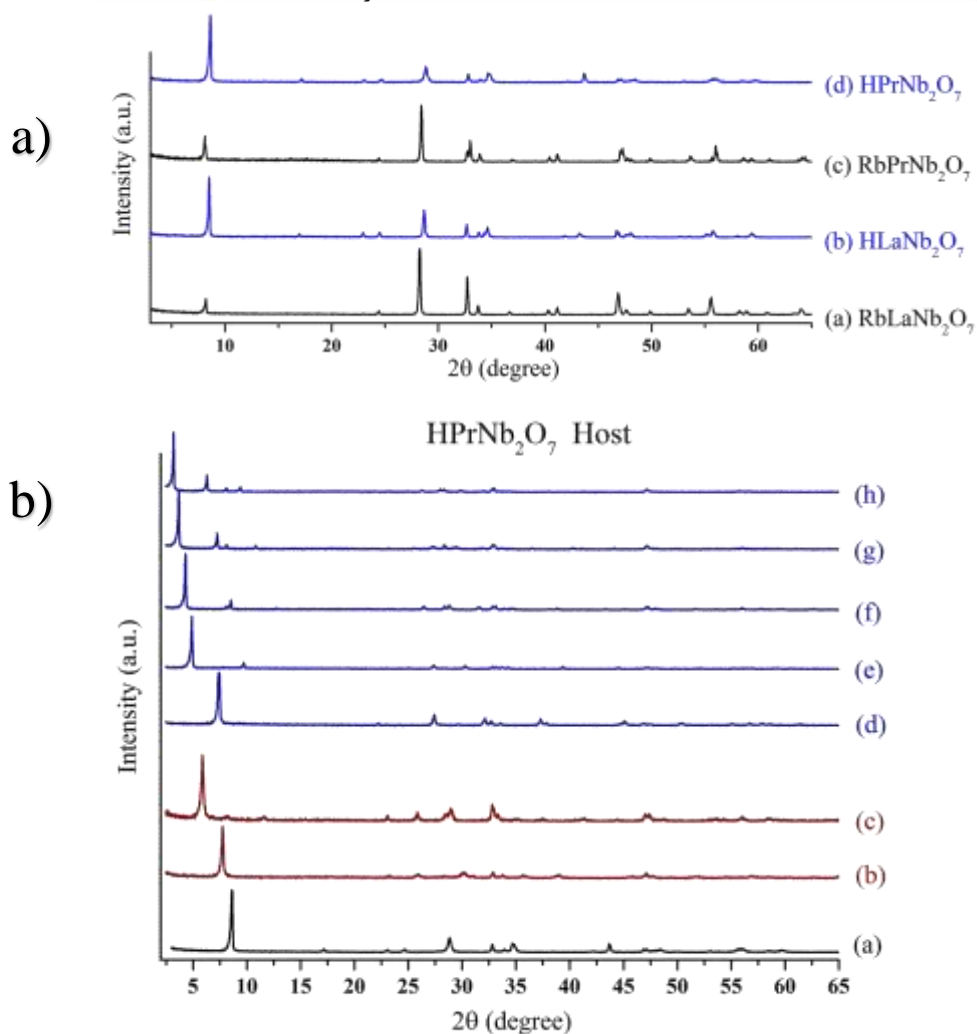 a)
Intensity (a.u.)
(d) HPrNb₂O₇
(c) RbPrNb₂O₇
(b) HLaNb₂O₇
(a) RbLaNb₂O₇
10 20 30 40 50 60
2θ (degree)
b)
HPrNb₂O₇ Host
Intensity (a.u.)
(h)
(g)
(f)
(e)
(d)
(c)
(b)
(a)
5 10 15 20 25 30 35 40 45 50 55 60 65
2θ (degree)